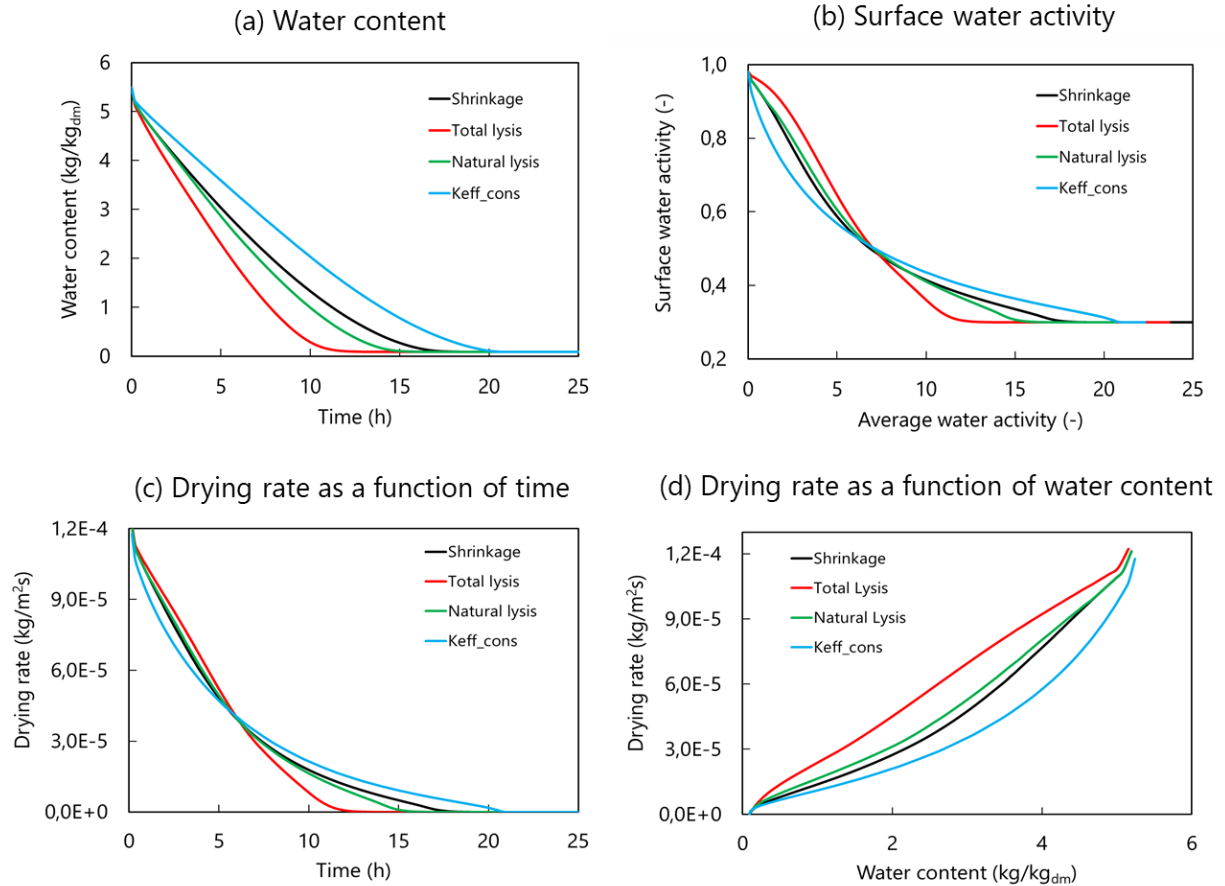 (a) Water content
(b) Surface water activity
6
5
4
3
2
1
0
Water content (kg/kgdm)
Shrinkage
Total lysis
Natural lysis
Keff_cons
0 5 10 15 20 25
Time (h)
1,0
0,8
0,6
0,4
0,2
Surface water activity (-)
Shrinkage
Total lysis
Natural lysis
Keff_cons
0 5 10 15 20 25
Average water activity (-)
(c) Drying rate as a function of time
(d) Drying rate as a function of water content
1,2E-4
9,0E-5
6,0E-5
3,0E-5
0,0E+0
Drying rate (kg/m²s)
Shrinkage
Total lysis
Natural lysis
Keff_cons
0 5 10 15 20 25
Time (h)
1,2E-4
9,0E-5
6,0E-5
3,0E-5
0,0E+0
Drying rate (kg/m²s)
Shrinkage
Total Lysis
Natural Lysis
Keff_cons
0 2 4 6
Water content (kg/kgdm)